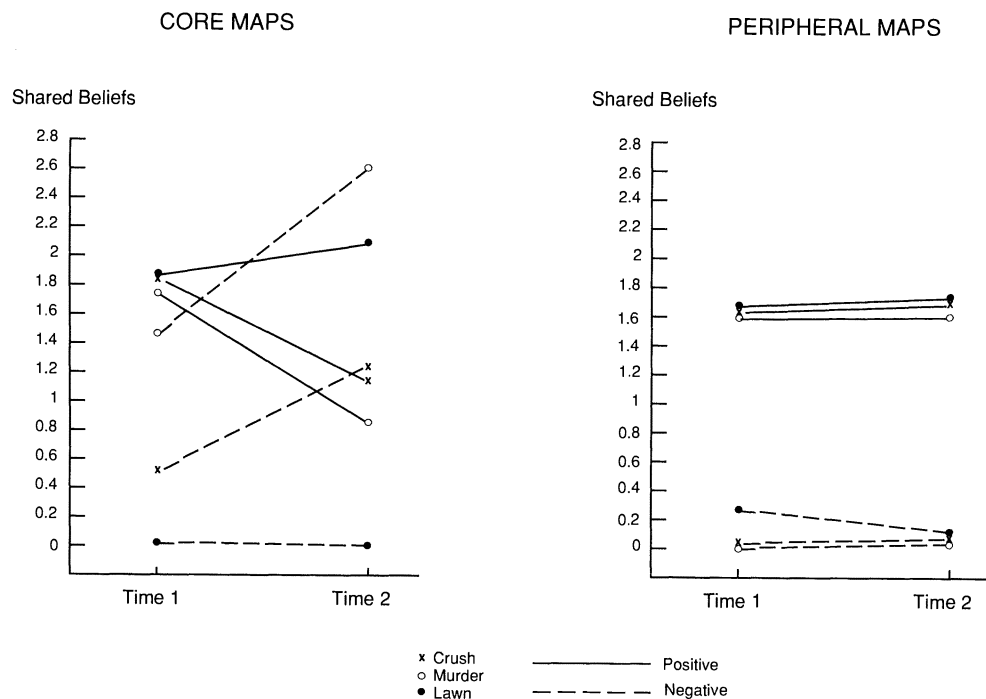 CORE MAPS
Shared Beliefs
2.8
2.6
2.4
2.2
2
1.8
1.6
1.4
1.2
1
0.8
0.6
0.4
0.2
0
Time 1 Time 2
PERIPHERAL MAPS
Shared Beliefs
2.8
2.6
2.4
2.2
2
1.8
1.6
1.4
1.2
1
0.8
0.6
0.4
0.2
0
Time 1 Time 2
x Crush
Murder
Lawn
Positive
Negative